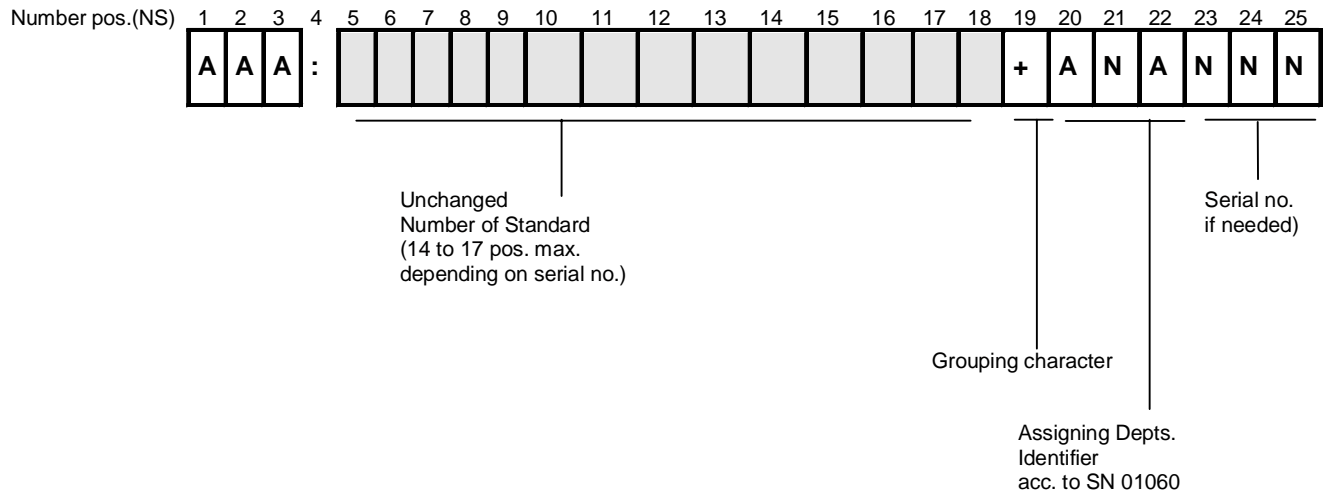 Number pos.(NS) 1 2 3 4 5 6 7 8 9 10 11 12 13 14 15 16 17 18 19 20 21 22 23 24 25
A A A : + A N A N N N
Unchanged
Number of Standard
(14 to 17 pos. max.
depending on serial no.)
Serial no.
if needed)
Grouping character
Assigning Depts.
Identifier
acc. to SN 01060